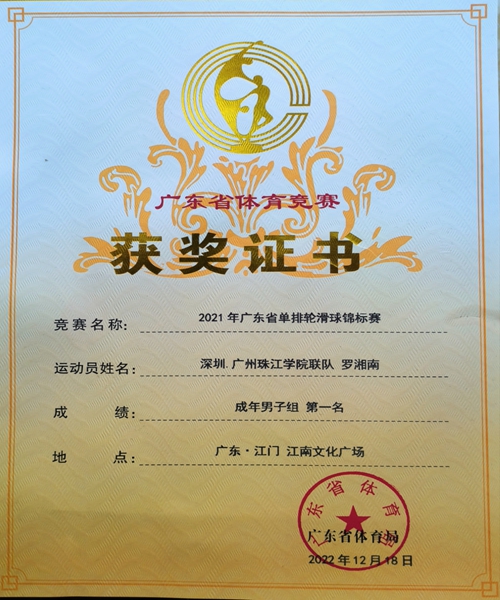 广东省体育竞赛
获奖证书
竞赛名称： 2021年广东省单排轮滑球锦标赛
运动员姓名： 深圳.广州珠江学院联队 罗湘南
成绩： 成年男子组 第一名
地点： 广东·江门 江南文化广场
广东省体育局
广东省体育局
2022年12月18日